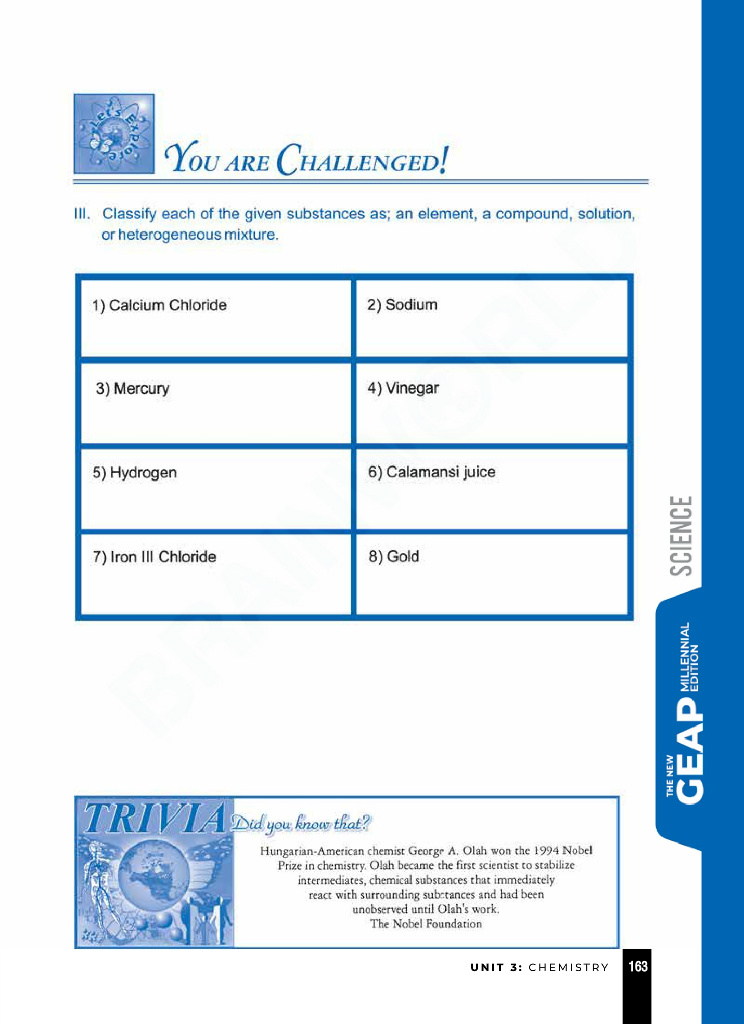 Let's Explore
YOU ARE CHALLENGED!
III. Classify each of the given substances as; an element, a compound, solution,
or heterogeneous mixture.
1) Calcium Chloride
2) Sodium
3) Mercury
4) Vinegar
5) Hydrogen
6) Calamansi juice
7) Iron III Chloride
8) Gold
BRAINWORLD
SCIENCE
THE NEW
GEAP
MILLENNIAL
EDITION
TRIVIA
Did you know that?
Hungarian-American chemist George A. Olah won the 1994 Nobel
Prize in chemistry. Olah became the first scientist to stabilize
intermediates, chemical substances that immediately
react with surrounding substances and had been
unobserved until Olah's work.
The Nobel Foundation
UNIT 3: CHEMISTRY
163